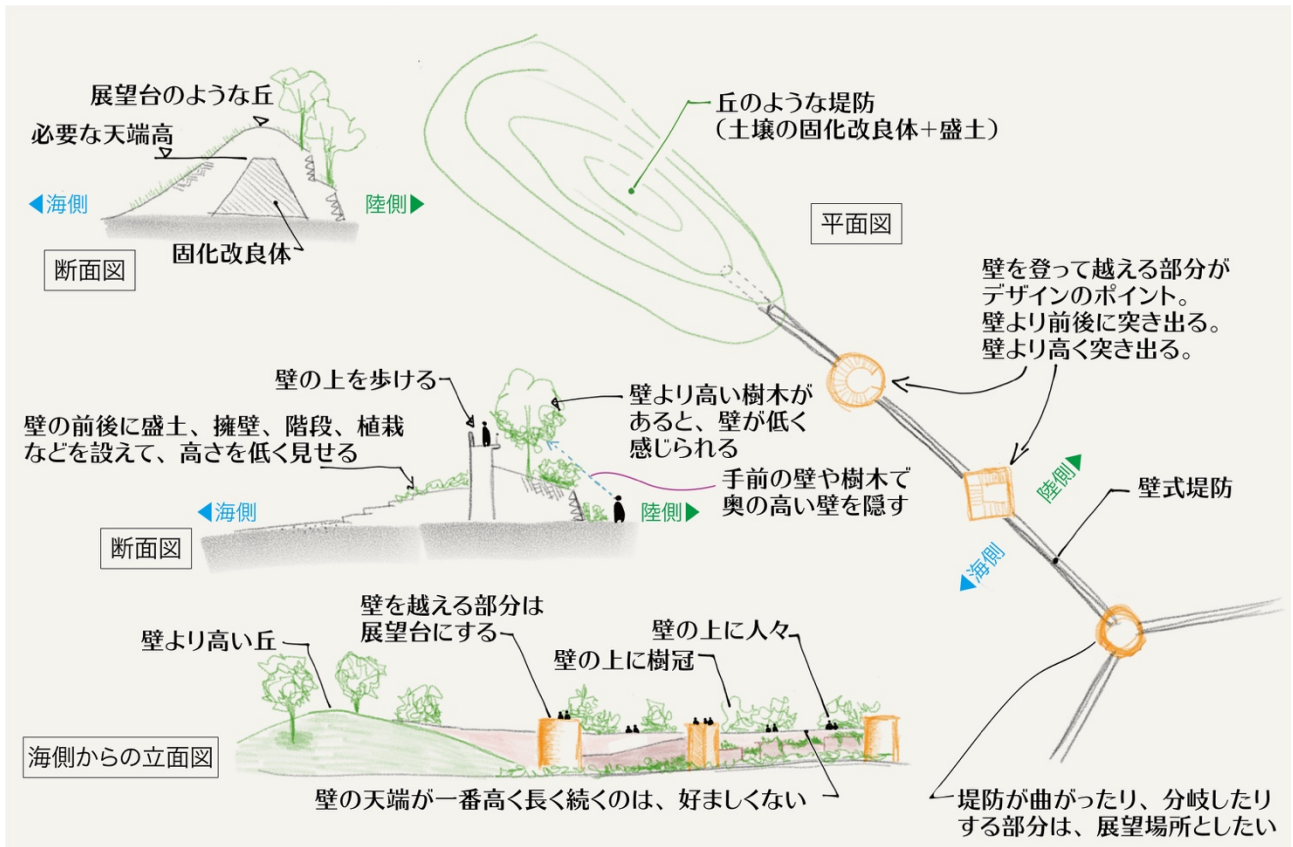 展望台のような丘
必要な天端高
◀海側
陸側▶
固化改良体
断面図
丘のような堤防
（土壌の固化改良体＋盛土）
平面図
壁を登って越える部分が
デザインのポイント。
壁より前後に突き出る。
壁より高く突き出る。
壁の上を歩ける
壁の前後に盛土、擁壁、階段、植栽
などを設えて、高さを低く見せる
壁より高い樹木が
あると、壁が低く
感じられる
手前の壁や樹木で
奥の高い壁を隠す
◀海側
陸側▶
断面図
陸側▶
◀海側
壁式堤防
壁を越える部分は
展望台にする
壁より高い丘
壁の上に人々
壁の上に樹冠
海側からの立面図
壁の天端が一番高く長く続くのは、好ましくない
堤防が曲がったり、分岐したり
する部分は、展望場所としたい